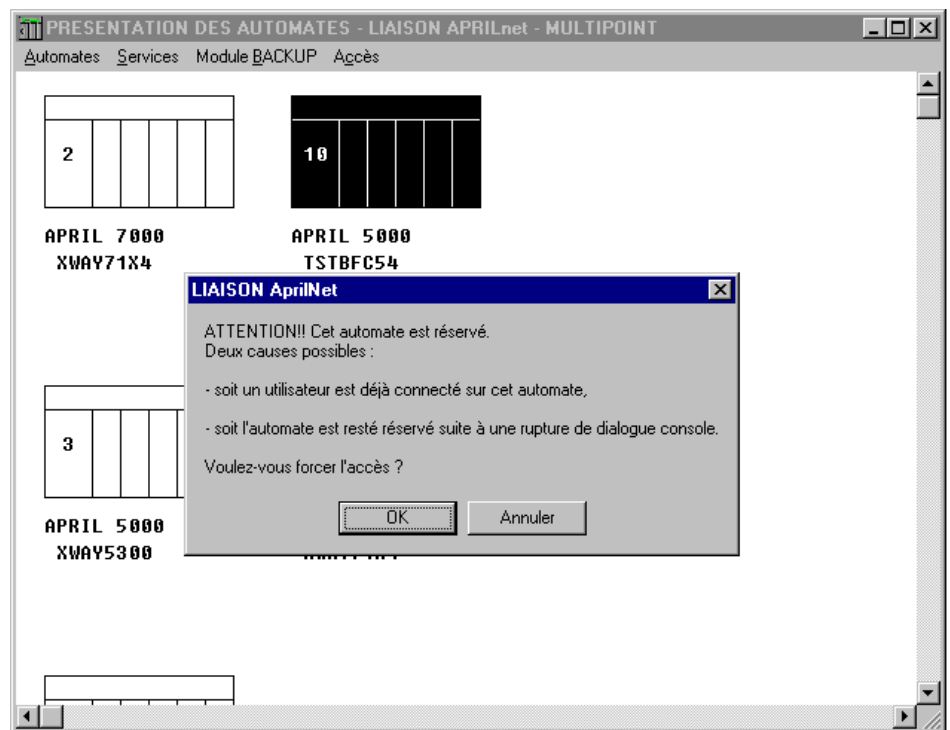 PRESENTATION DES AUTOMATES - LIAISON APRILnet - MULTIPOINT
Automates Services Module BACKUP Accès
2
10
APRIL 7000
APRIL 5000
XWAY71X4
TSTBFC54
LIAISON AprilNet
ATTENTION!! Cet automate est réservé.
Deux causes possibles :
- soit un utilisateur est déjà connecté sur cet automate,
- soit l'automate est resté réservé suite à une rupture de dialogue console.
Voulez-vous forcer l'accès ?
OK
Annuler
3
APRIL 5000
XWAY5300